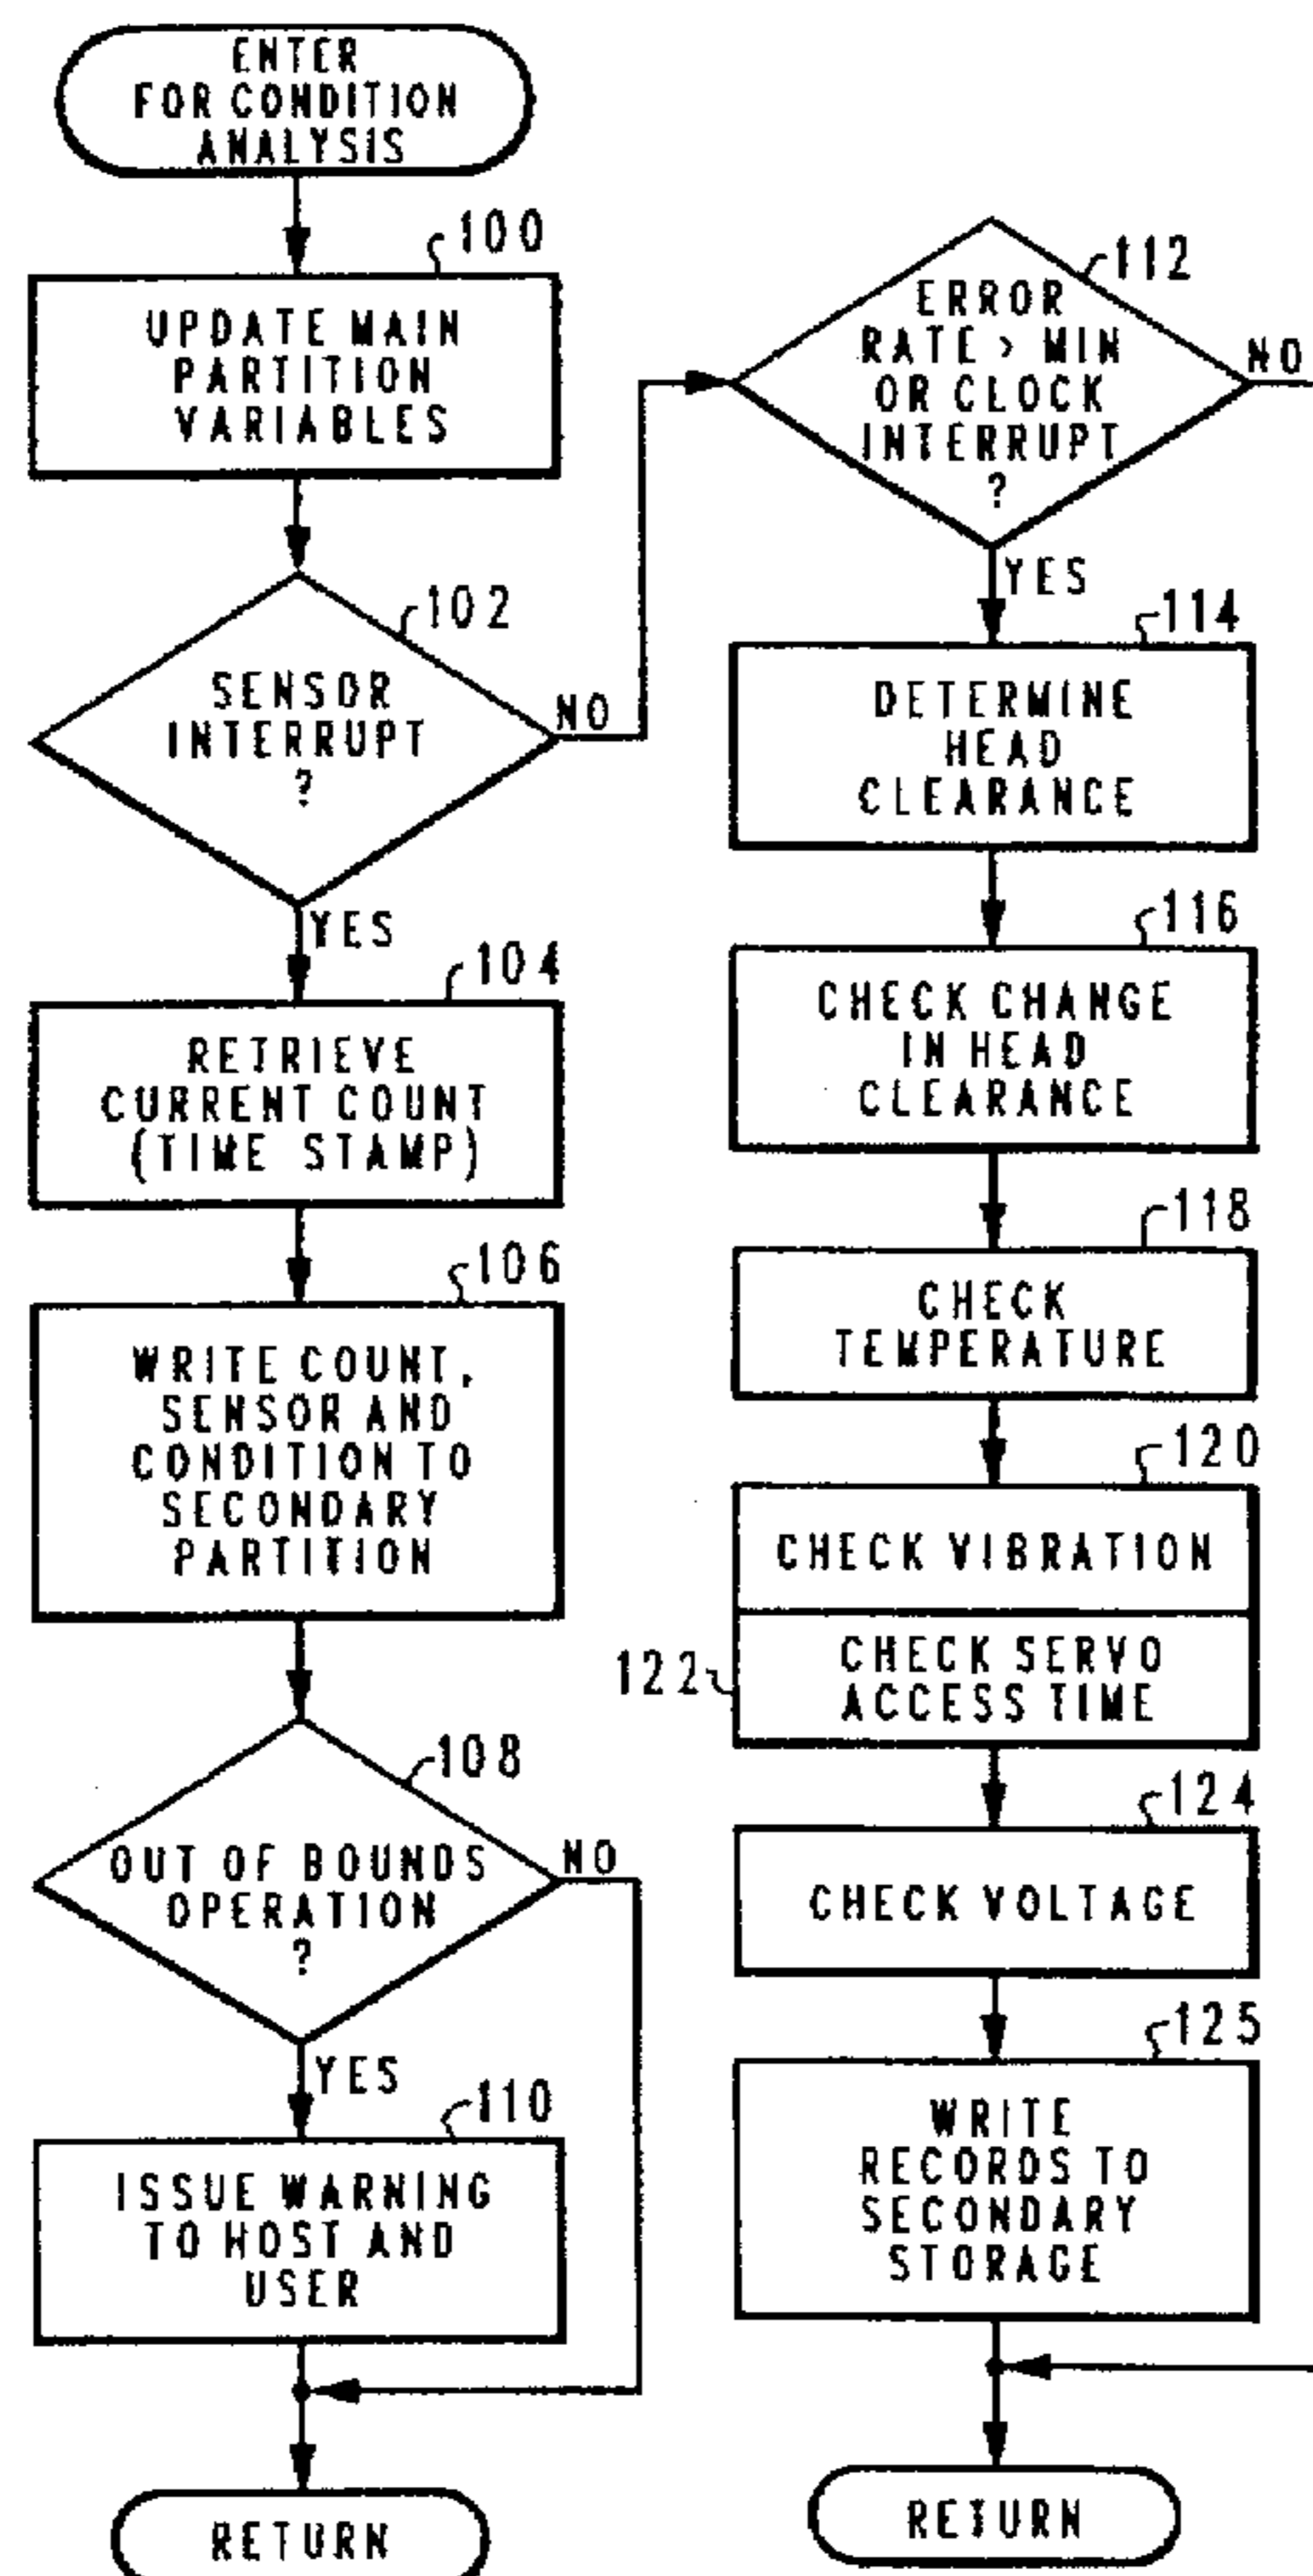 ENTER
FOR CONDITION
ANALYSIS
100
UPDATE MAIN
PARTITION
VARIABLES
102
SENSOR
INTERRUPT
?
NO
YES
104
RETRIEVE
CURRENT COUNT
(TIME STAMP)
106
WRITE COUNT,
SENSOR AND
CONDITION TO
SECONDARY
PARTITION
108
OUT OF BOUNDS
OPERATION
?
NO
YES
110
ISSUE WARNING
TO HOST AND
USER
RETURN
112
ERROR
RATE > MIN
OR CLOCK
INTERRUPT
?
NO
YES
114
DETERMINE
HEAD
CLEARANCE
116
CHECK CHANGE
IN HEAD
CLEARANCE
118
CHECK
TEMPERATURE
120
CHECK VIBRATION
122
CHECK SERVO
ACCESS TIME
124
CHECK VOLTAGE
125
WRITE
RECORDS TO
SECONDARY
STORAGE
RETURN